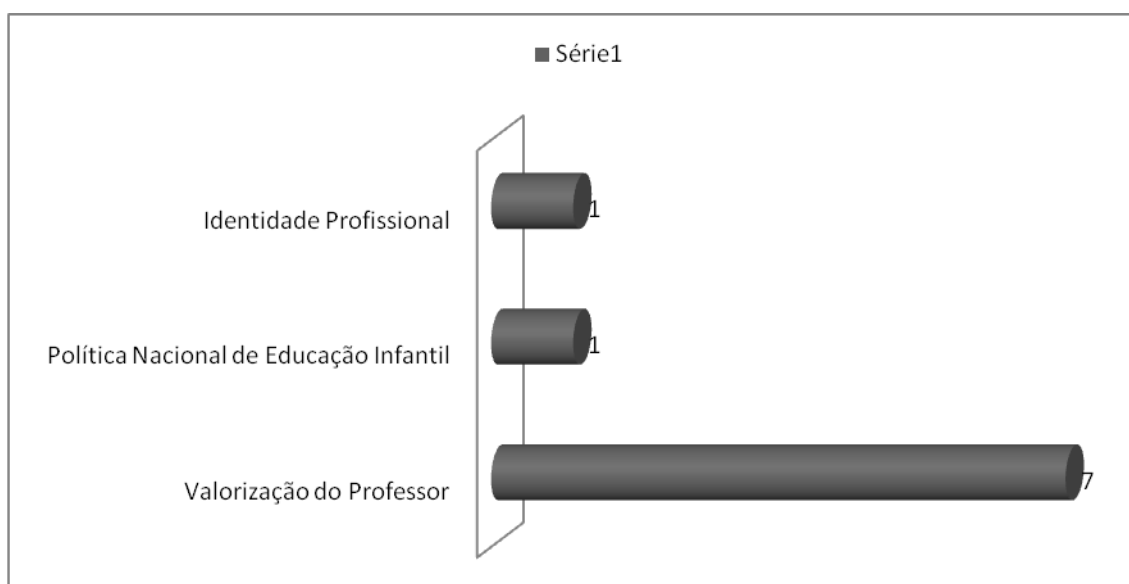 Série1
Identidade Profissional
1
Política Nacional de Educação Infantil
1
Valorização do Professor
7